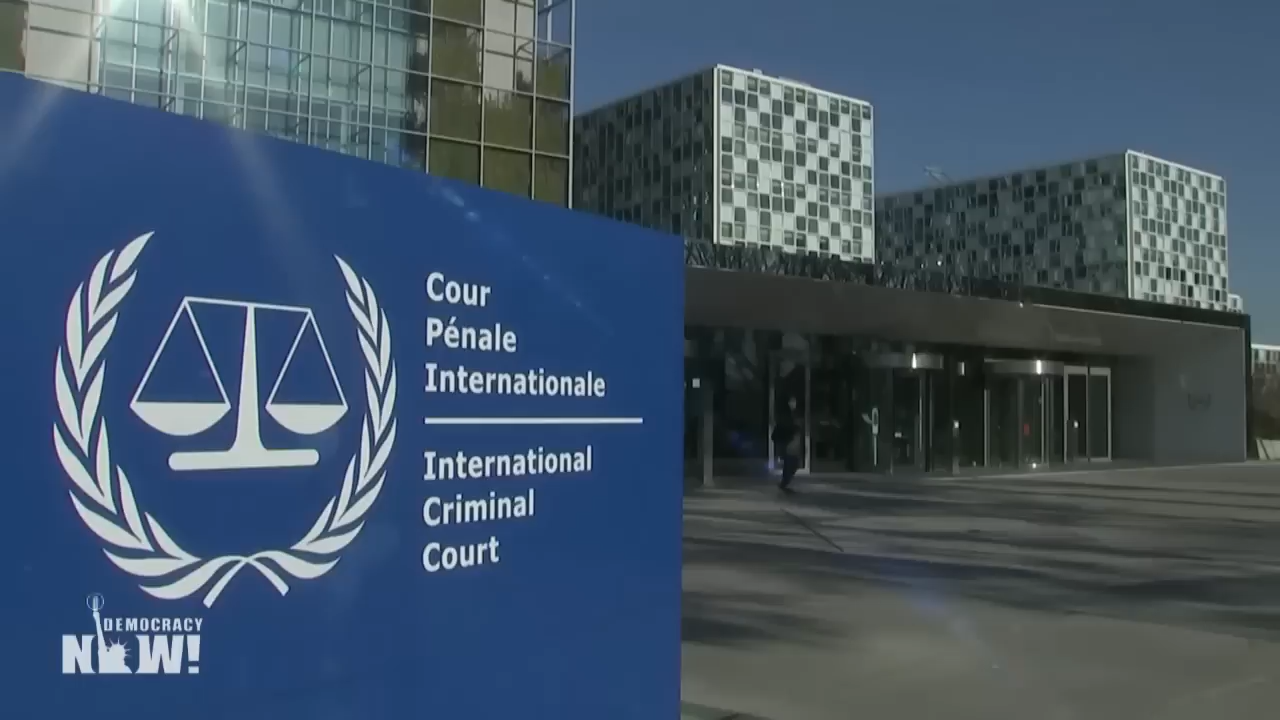 Cour
Pénale
Internationale
International
Criminal
Court
DEMOCRACY
NOW!